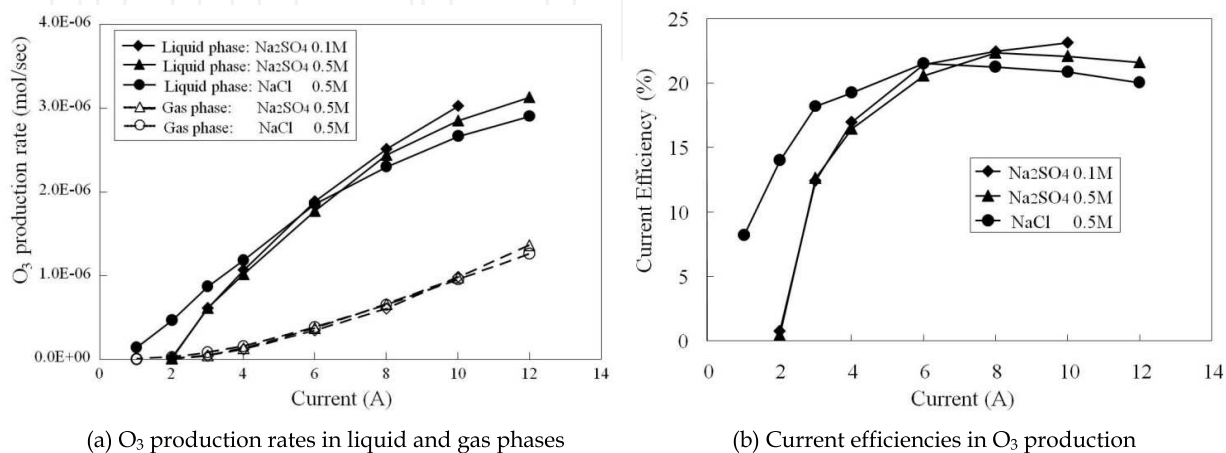 4.0E-06
3.0E-06
2.0E-06
1.0E-06
0.0E+00
O3 production rate (mol/sec)
Liquid phase: Na2SO4 0.1M
Liquid phase: Na2SO4 0.5M
Liquid phase: NaCl 0.5M
Gas phase: Na2SO4 0.5M
Gas phase: NaCl 0.5M
0 2 4 6 8 10 12 14
Current (A)
(a) O3 production rates in liquid and gas phases
25
20
15
10
5
0
Current Efficiency (%)
Na2SO4 0.1M
Na2SO4 0.5M
NaCl 0.5M
0 2 4 6 8 10 12 14
Current (A)
(b) Current efficiencies in O3 production